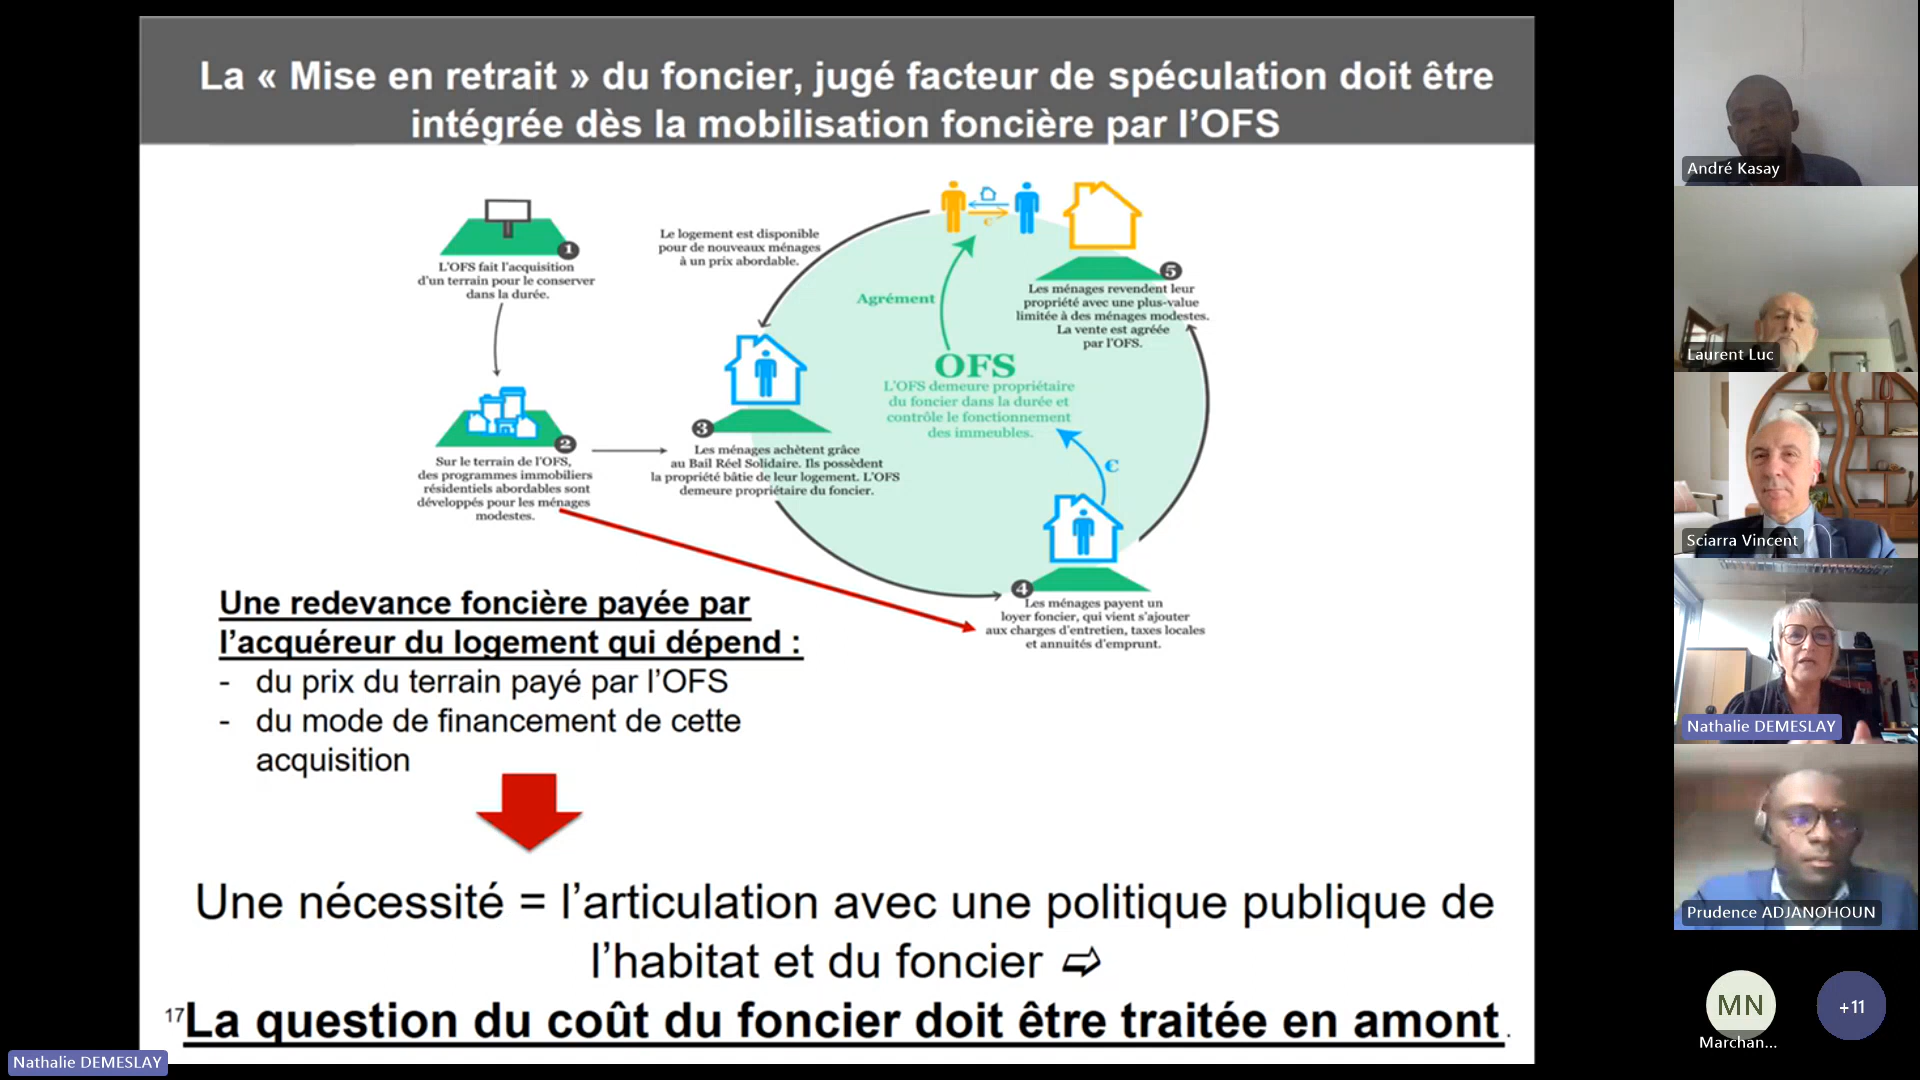 La « Mise en retrait » du foncier, jugé facteur de spéculation doit être
intégrée dès la mobilisation foncière par l'OFS
1
L'OFS fait l'acquisition
d'un terrain pour le conserver
dans la durée.
2
Sur le terrain de l'OFS,
des programmes immobiliers
résidentiels abordables sont
développés pour les ménages
modestes.
Le logement est disponible
pour de nouveaux ménages
à un prix abordable.
3
Les ménages achètent grâce
au Bail Réel Solidaire. Ils possèdent
la propriété bâtie de leur logement. L'OFS
demeure propriétaire du foncier.
€
Agrément
OFS
L'OFS demeure propriétaire
du foncier dans la durée et
contrôle le fonctionnement
des immeubles.
5
Les ménages revendent leur
propriété avec une plus-value
limitée à des ménages modestes.
La vente est agréée
par l'OFS.
€
4
Les ménages payent un
loyer foncier, qui vient s'ajouter
aux charges d'entretien, taxes locales
et annuités d'emprunt.
Une redevance foncière payée par
l'acquéreur du logement qui dépend :
- du prix du terrain payé par l'OFS
- du mode de financement de cette
acquisition
Une nécessité = l'articulation avec une politique publique de
l'habitat et du foncier ⇨
17
La question du coût du foncier doit être traitée en amont.
Nathalie DEMESLAY
André Kasay
Laurent Luc
Sciarra Vincent
Nathalie DEMESLAY
Prudence ADJANOHOUN
MN
Marchan...
+11